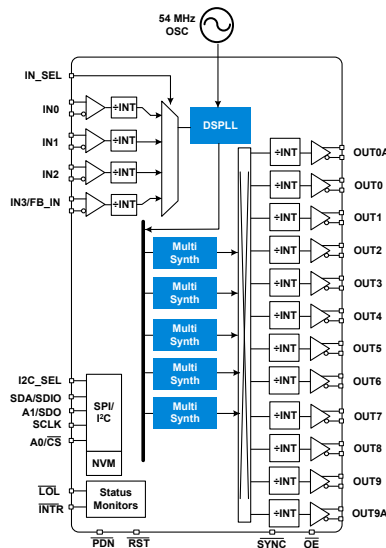 54 MHz
OSC
IN_SEL
IN0
÷INT
DSPLL
IN1
÷INT
÷INT
OUT0A
IN2
÷INT
÷INT
OUT0
IN3/FB_IN
÷INT
÷INT
OUT1
Multi
Synth
÷INT
OUT2
Multi
Synth
÷INT
OUT3
÷INT
OUT4
Multi
Synth
÷INT
OUT5
Multi
Synth
÷INT
OUT6
I2C_SEL
SDA/SDIO
A1/SDO
SCLK
A0/CS
SPI/
I²C
NVM
Multi
Synth
÷INT
OUT7
÷INT
OUT8
LOL
INTR
Status
Monitors
÷INT
OUT9
÷INT
OUT9A
PDN
RST
SYNC
OE